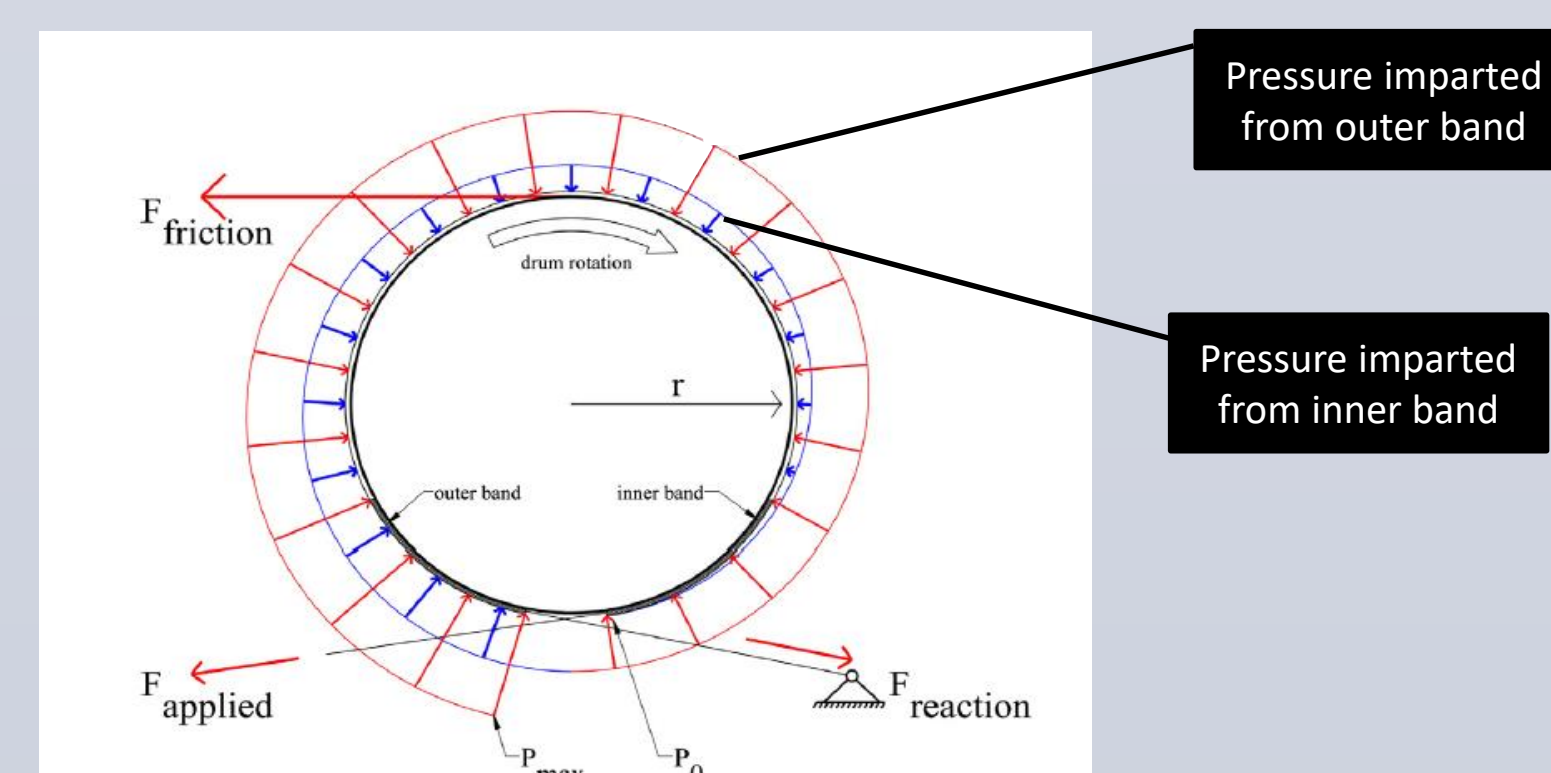 Pressure imparted
from outer band
F friction
drum rotation
Pressure imparted
from inner band
r
outer band
inner band
F applied
F reaction
P max
P 0